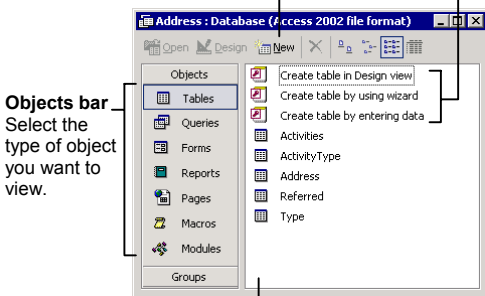 Address : Database (Access 2002 file format)
Open Design New
Objects
Tables
Queries
Forms
Reports
Pages
Macros
Modules
Groups
Create table in Design view
Create table by using wizard
Create table by entering data
Activities
ActivityType
Address
Referred
Type
Objects bar
Select the
type of object
you want to
view.